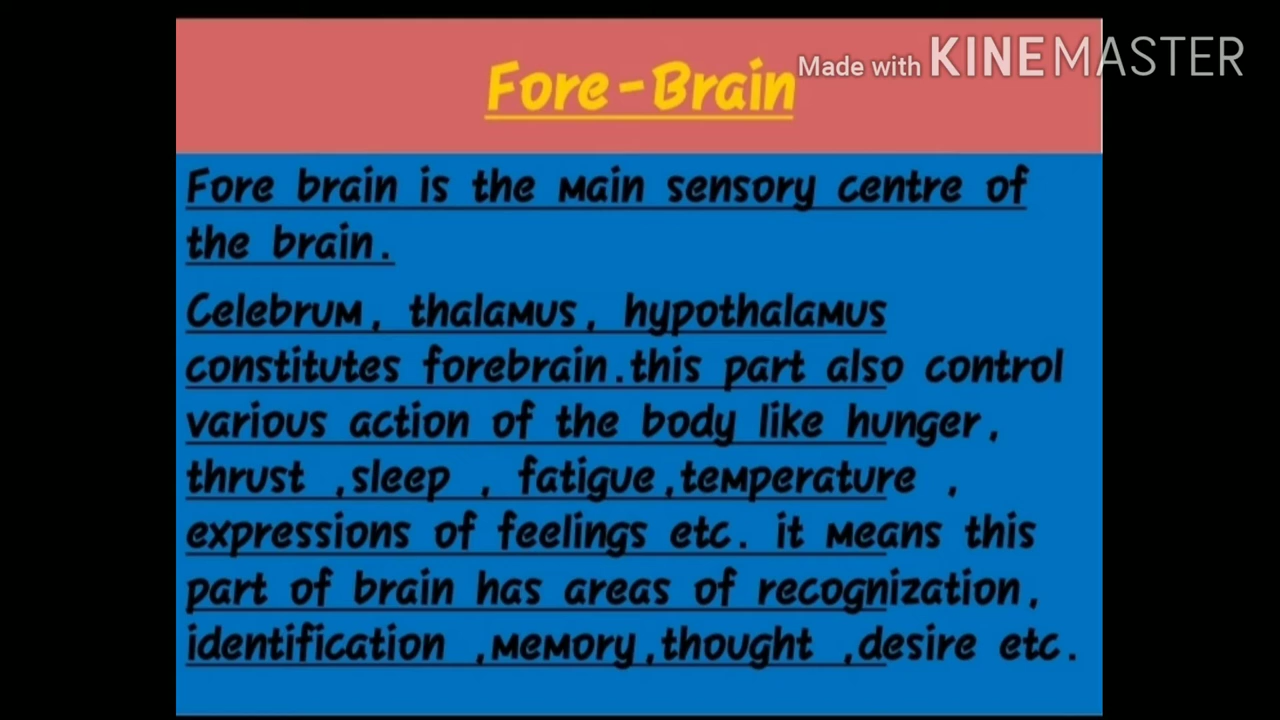 Made with KINEMASTER
Fore-Brain
Fore brain is the main sensory centre of
the brain.
Celebrum, thalamus, hypothalamus
constitutes forebrain.this part also control
various action of the body like hunger,
thrust ,sleep , fatigue,temperature ,
expressions of feelings etc. it means this
part of brain has areas of recognization,
identification ,memory,thought ,desire etc.